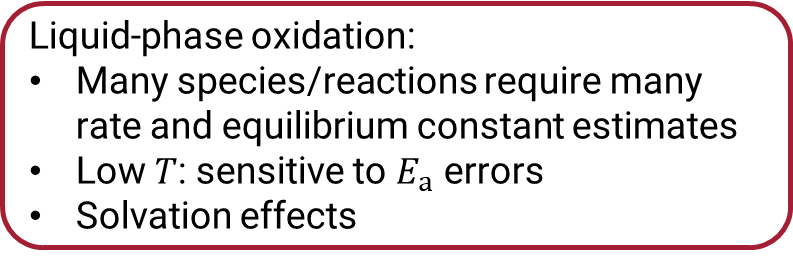 Liquid-phase oxidation:
• Many species/reactions require many
rate and equilibrium constant estimates
• Low 𝑇: sensitive to 𝐸ₐ errors
• Solvation effects